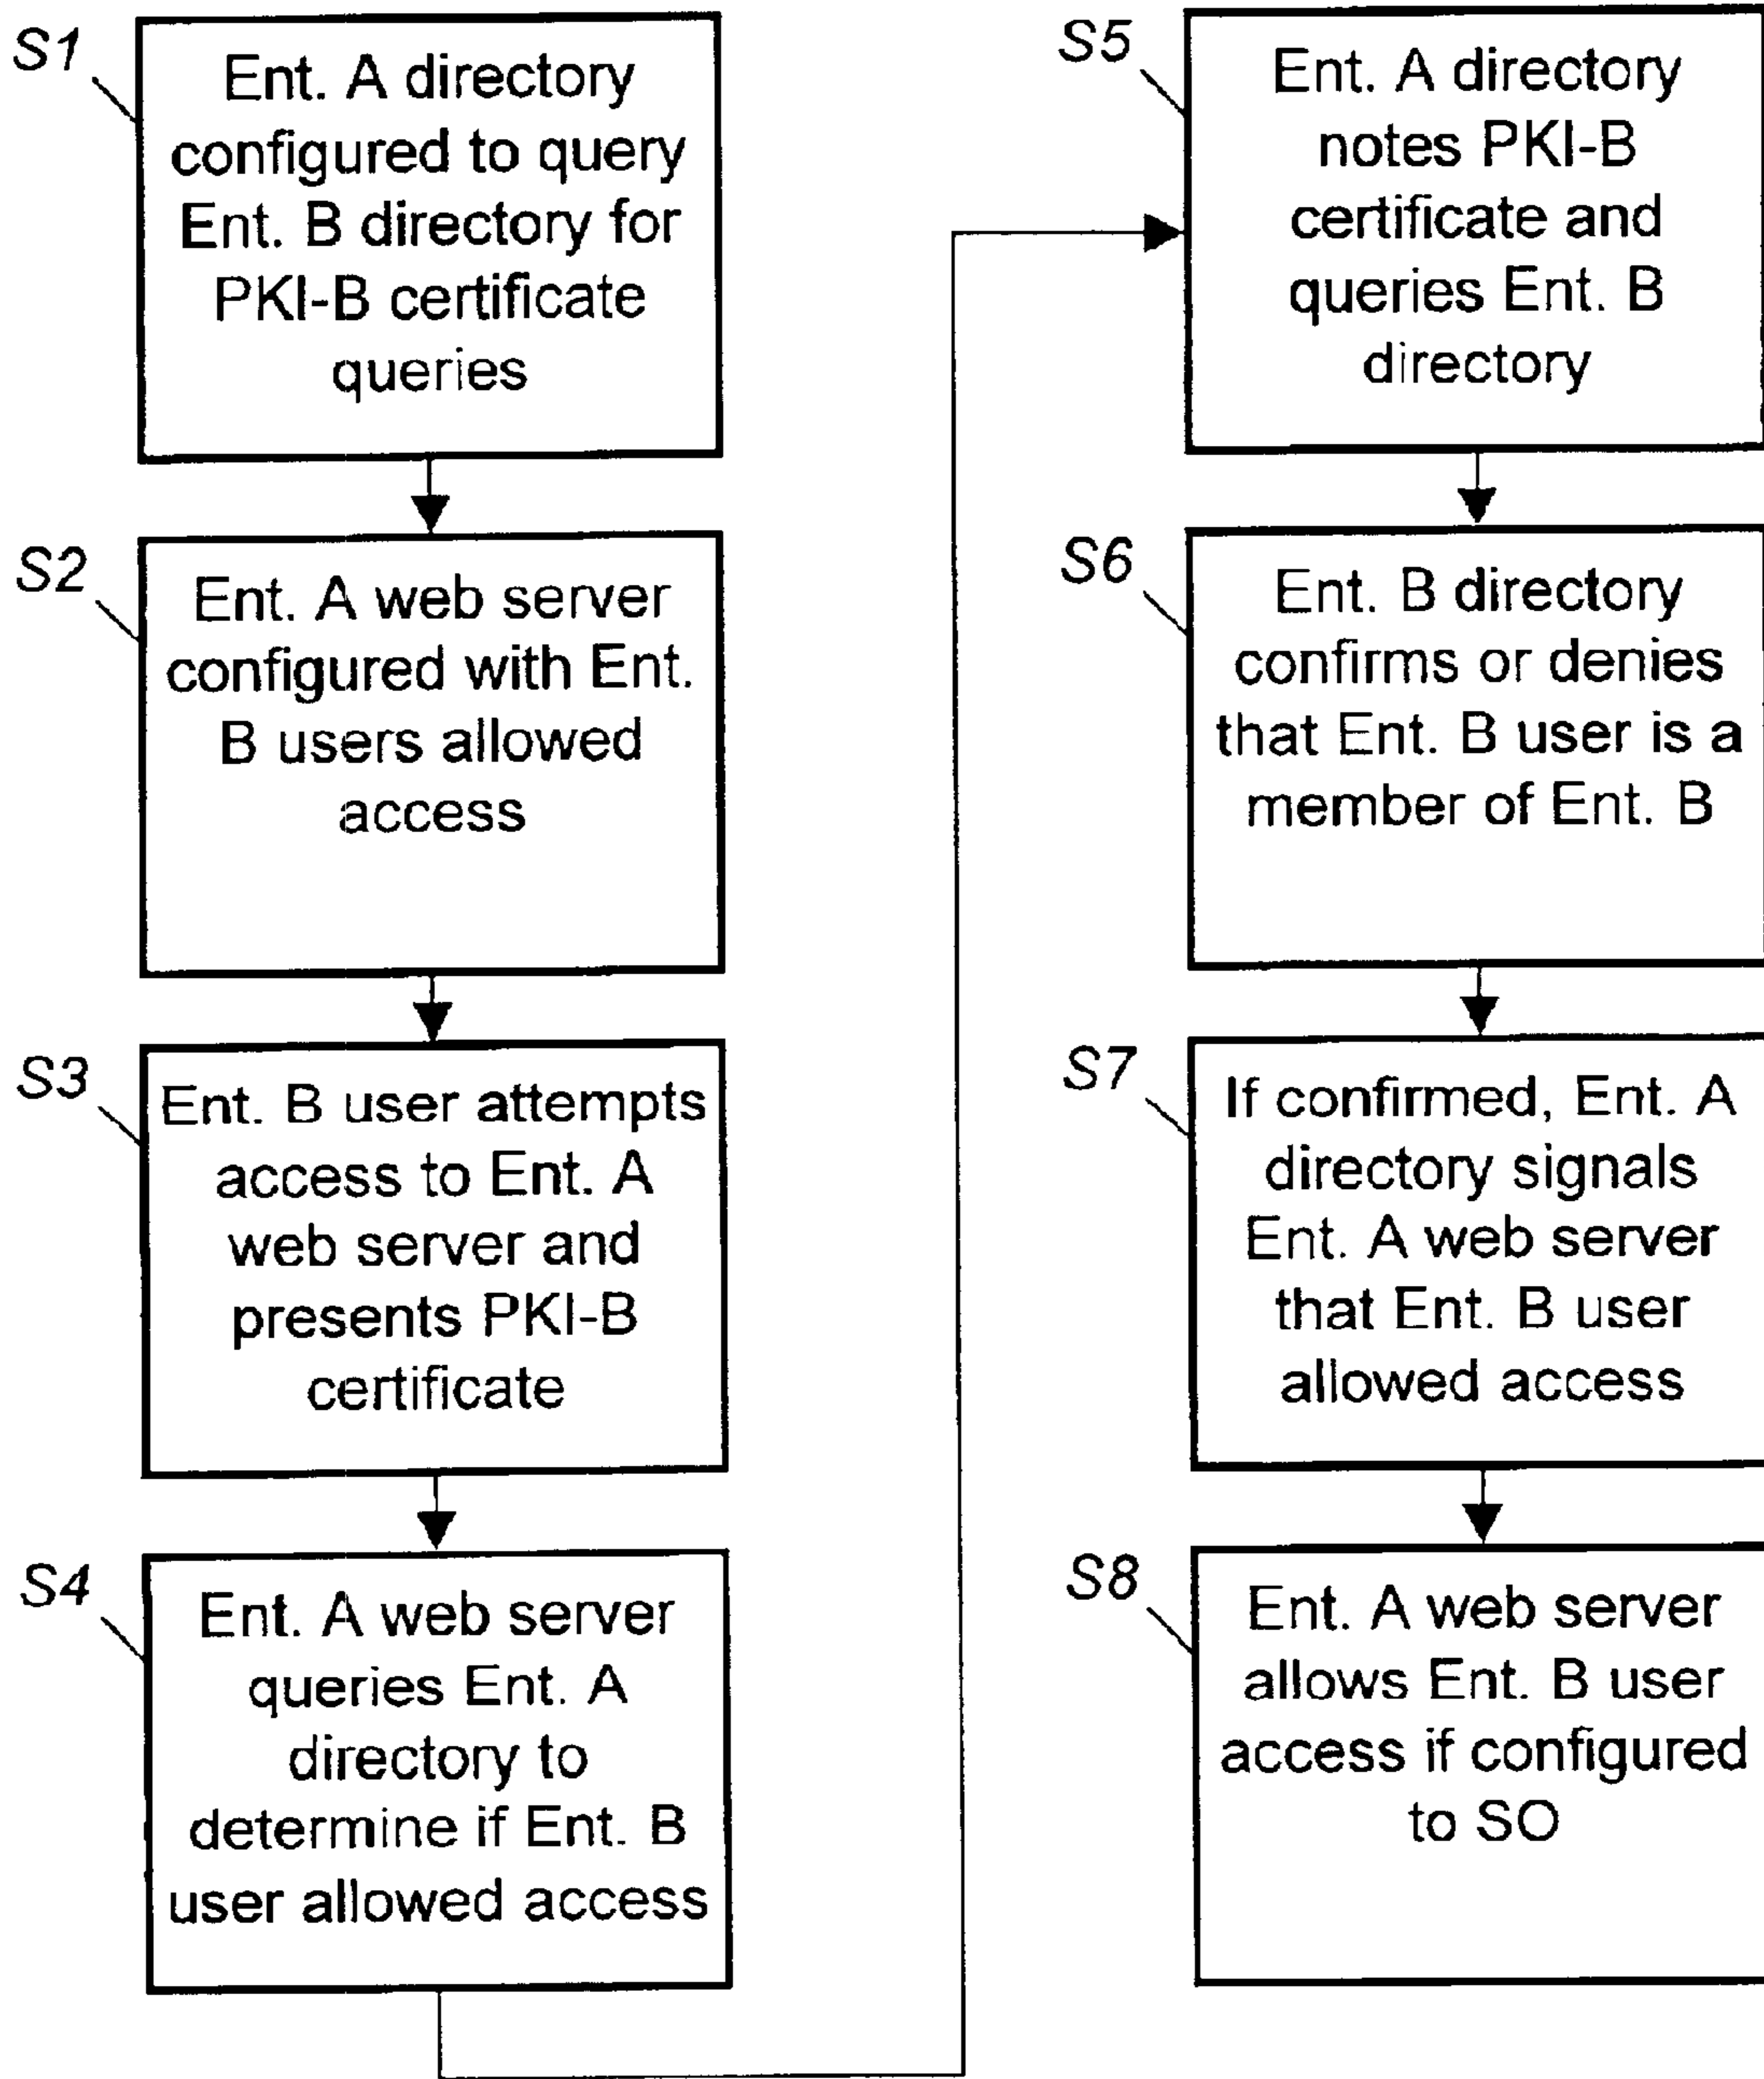 S1
Ent. A directory
configured to query
Ent. B directory for
PKI-B certificate
queries
S2
Ent. A web server
configured with Ent.
B users allowed
access
S3
Ent. B user attempts
access to Ent. A
web server and
presents PKI-B
certificate
S4
Ent. A web server
queries Ent. A
directory to
determine if Ent. B
user allowed access
S5
Ent. A directory
notes PKI-B
certificate and
queries Ent. B
directory
S6
Ent. B directory
confirms or denies
that Ent. B user is a
member of Ent. B
S7
If confirmed, Ent. A
directory signals
Ent. A web server
that Ent. B user
allowed access
S8
Ent. A web server
allows Ent. B user
access if configured
to SO